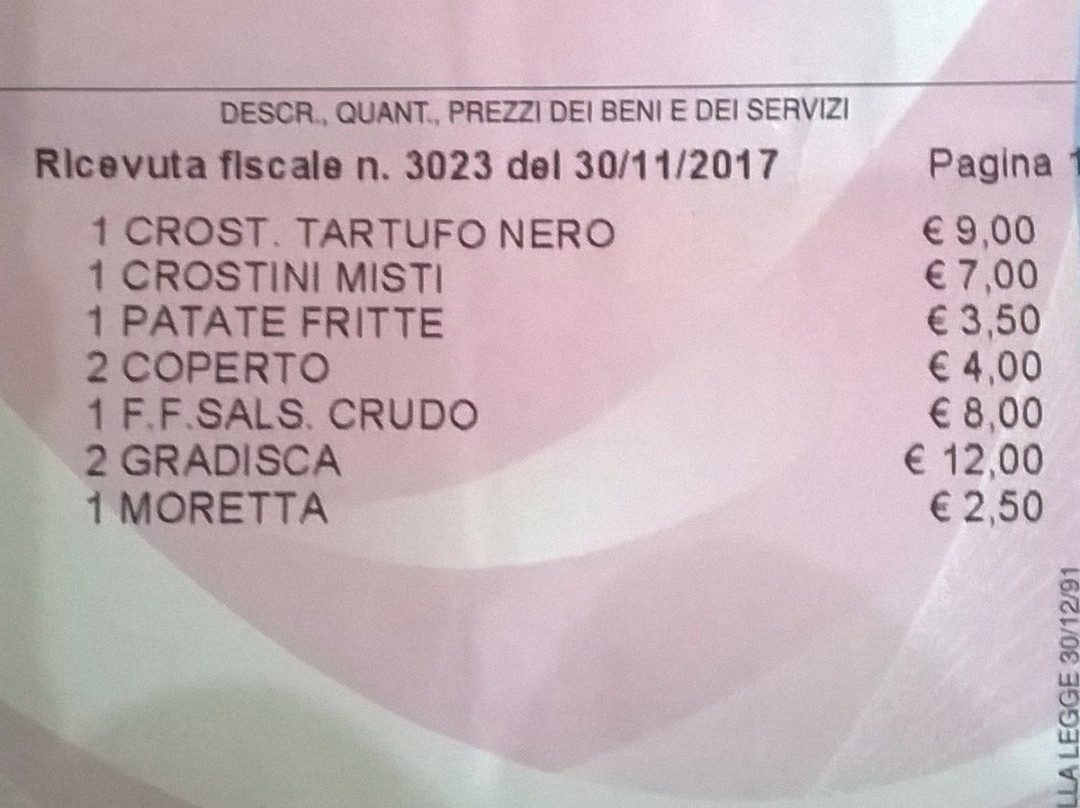 DESCR., QUANT., PREZZI DEI BENI E DEI SERVIZI
Ricevuta fiscale n. 3023 del 30/11/2017 Pagina 1
1 CROST. TARTUFO NERO € 9,00
1 CROSTINI MISTI € 7,00
1 PATATE FRITTE € 3,50
2 COPERTO € 4,00
1 F.F.SALS. CRUDO € 8,00
2 GRADISCA € 12,00
1 MORETTA € 2,50
LLA LEGGE 30/12/91